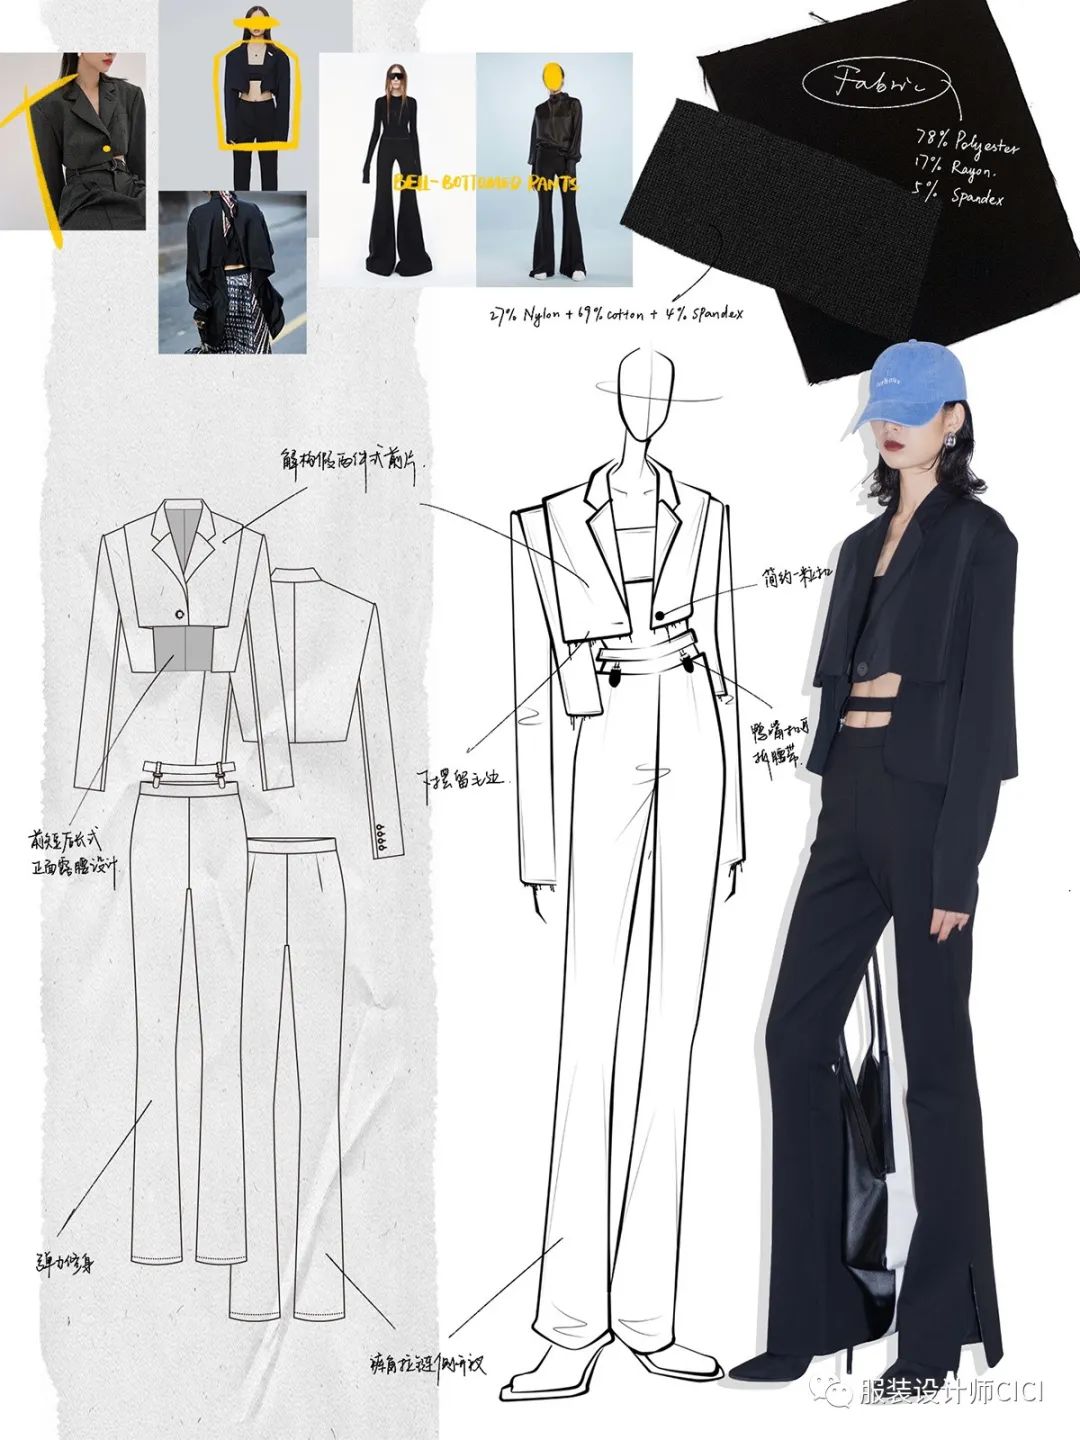 BELL-BOTTOMED PANTS
Fabric
78% Polyester
17% Rayon.
5% Spandex
27% Nylon + 69% cotton + 4% Spandex
解构假两件式前片.
简约一粒扣
鸭嘴扣可
拆腰带.
下摆留毛边.
前短后长式
正面露腰设计
弹力修身
裤角拉链侧开衩
服装设计师CICI